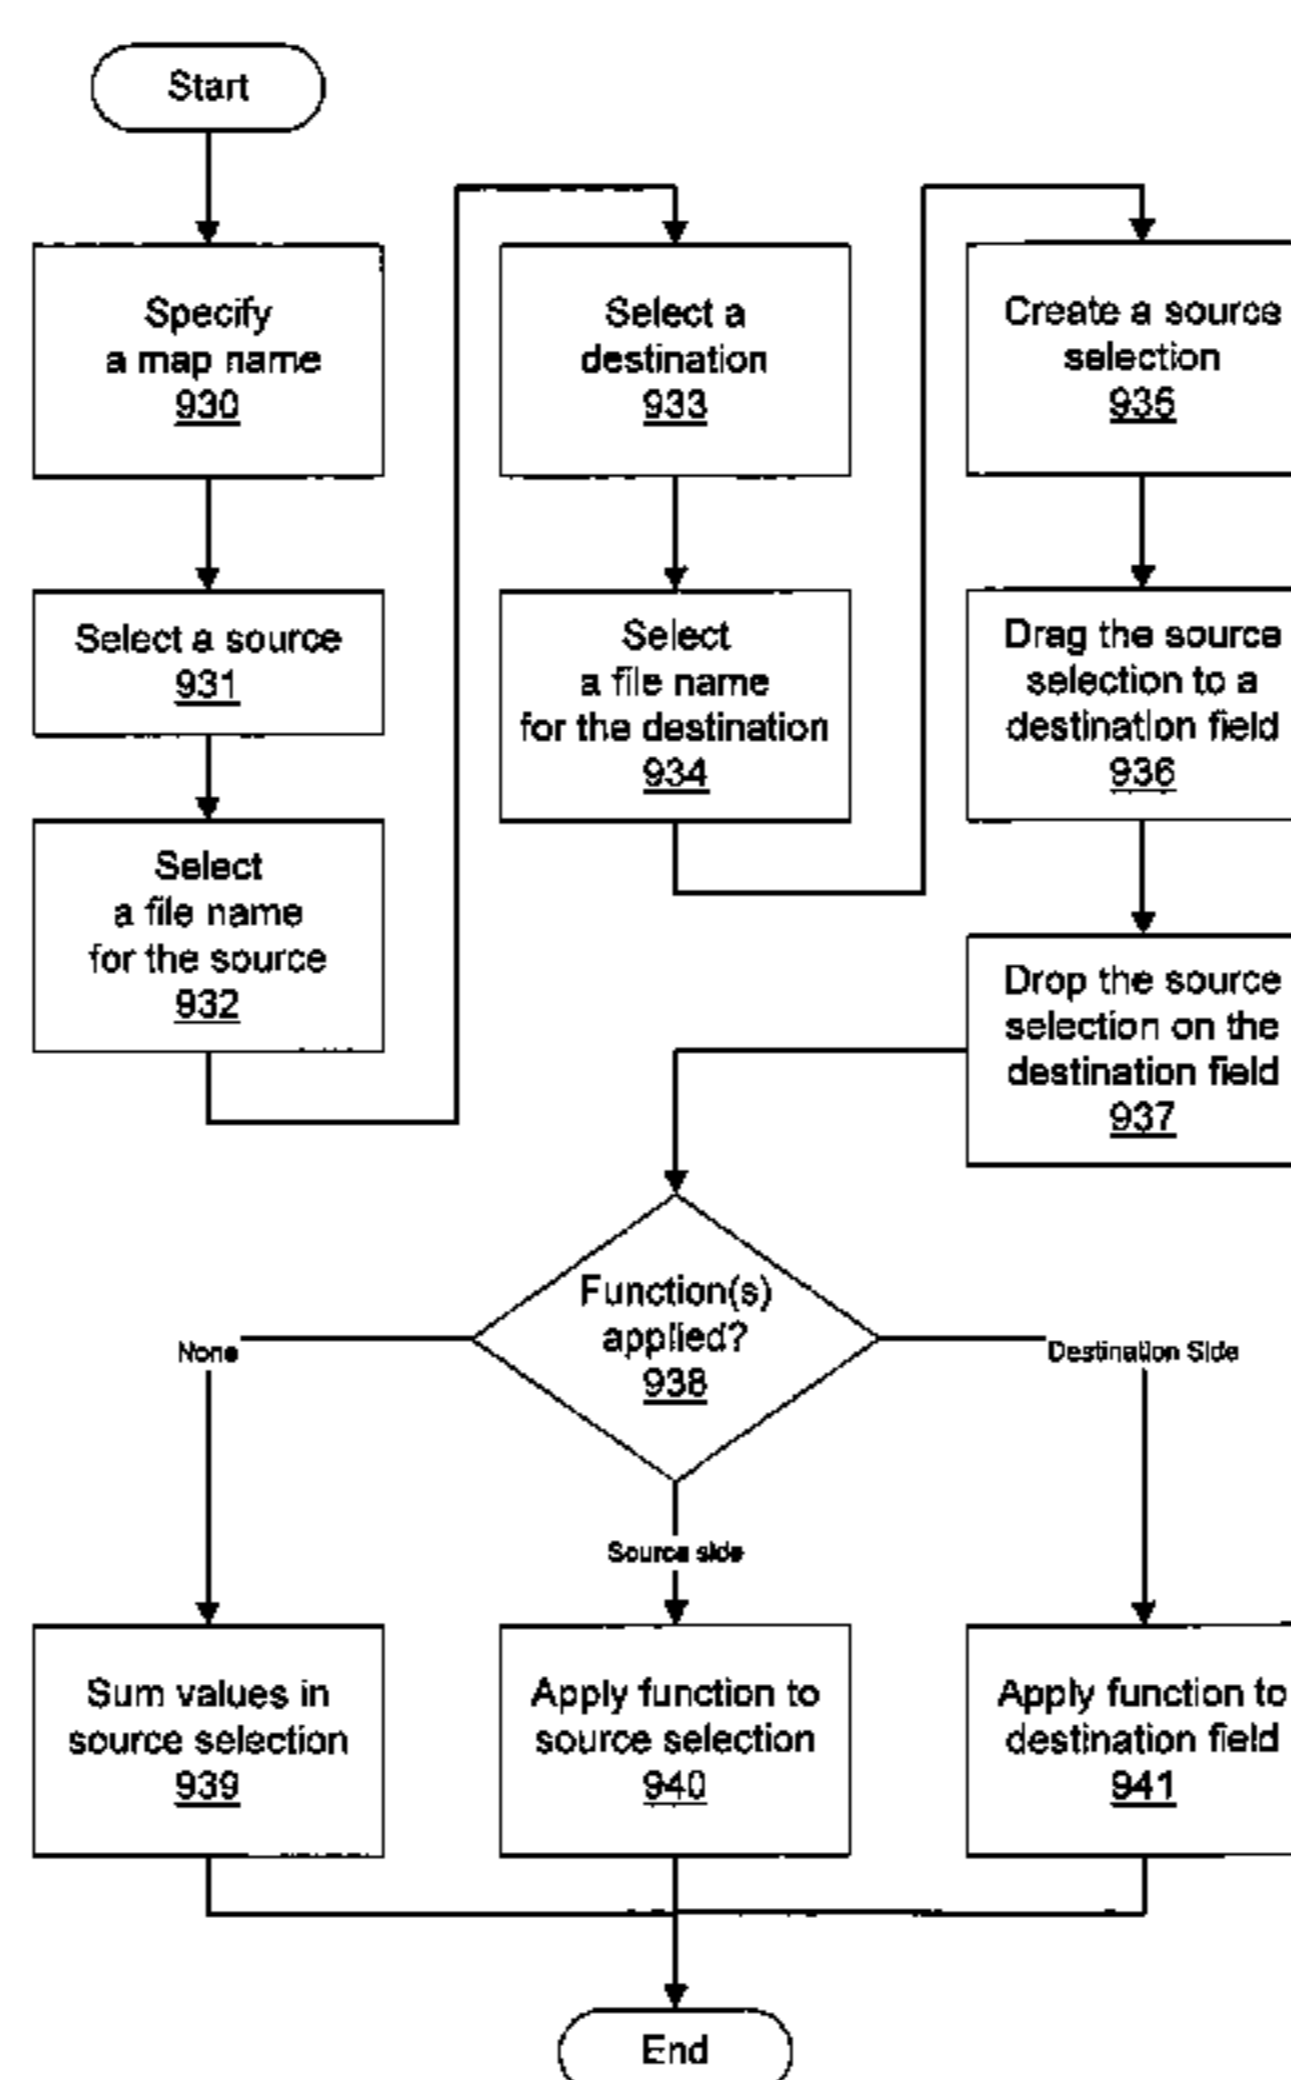 Start
Specify
a map name
930
Select a source
931
Select
a file name
for the source
932
Select a
destination
933
Select
a file name
for the destination
934
Create a source
selection
935
Drag the source
selection to a
destination field
936
Drop the source
selection on the
destination field
937
Function(s)
applied?
938
None
Source side
Destination Side
Sum values in
source selection
939
Apply function to
source selection
940
Apply function to
destination field
941
End